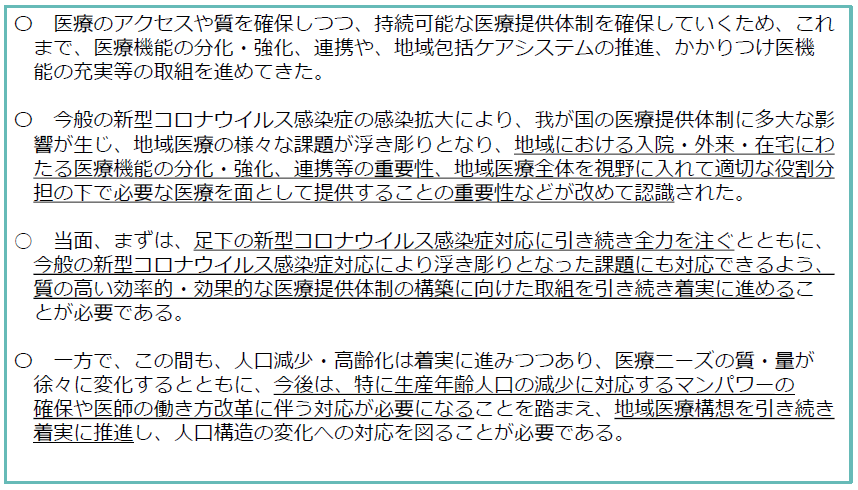 〇　医療のアクセスや質を確保しつつ、持続可能な医療提供体制を確保していくため、これ
まで、医療機能の分化・強化、連携や、地域包括ケアシステムの推進、かかりつけ医機
能の充実等の取組を進めてきた。
〇　今般の新型コロナウイルス感染症の感染拡大により、我が国の医療提供体制に多大な影
響が生じ、地域医療の様々な課題が浮き彫りとなり、地域における入院・外来・在宅にわ
たる医療機能の分化・強化、連携等の重要性、地域医療全体を視野に入れて適切な役割分
担の下で必要な医療を面として提供することの重要性などが改めて認識された。
○　当面、まずは、足下の新型コロナウイルス感染症対応に引き続き全力を注ぐとともに、
今般の新型コロナウイルス感染症対応により浮き彫りとなった課題にも対応できるよう、
質の高い効率的・効果的な医療提供体制の構築に向けた取組を引き続き着実に進めるこ
とが必要である。
〇　一方で、この間も、人口減少・高齢化は着実に進みつつあり、医療ニーズの質・量が
徐々に変化するとともに、今後は、特に生産年齢人口の減少に対応するマンパワーの
確保や医師の働き方改革に伴う対応が必要になることを踏まえ、地域医療構想を引き続き
着実に推進し、人口構造の変化への対応を図ることが必要である。